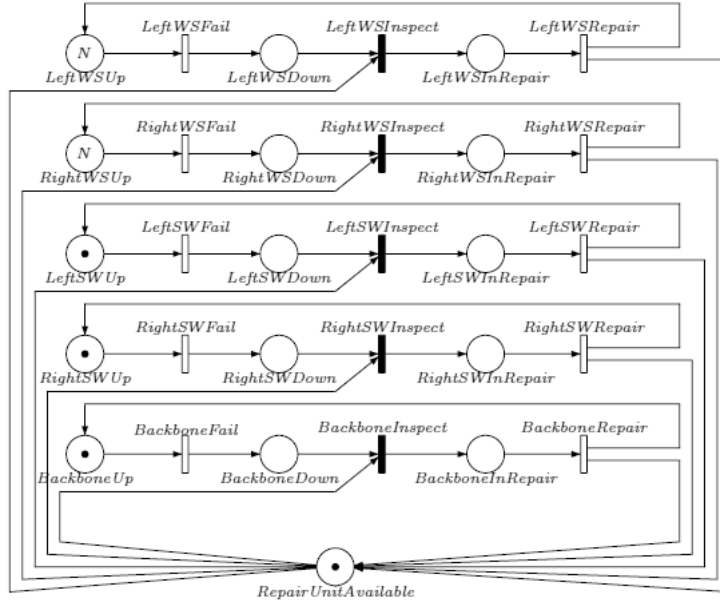 LeftWSFail LeftWSInspect LeftWSRepair
N
LeftWSUp LeftWSDown LeftWSInRepair
RightWSFail RightWSInspect RightWSRepair
N
RightWSUp RightWSDown RightWSInRepair
LeftSWFail LeftSWInspect LeftSWRepair
LeftSWUp LeftSWDown LeftSWInRepair
RightSWFail RightSWInspect RightSWRepair
RightSWUp RightSWDown RightSWInRepair
BackboneFail BackboneInspect BackboneRepair
BackboneUp BackboneDown BackboneInRepair
RepairUnitAvailable